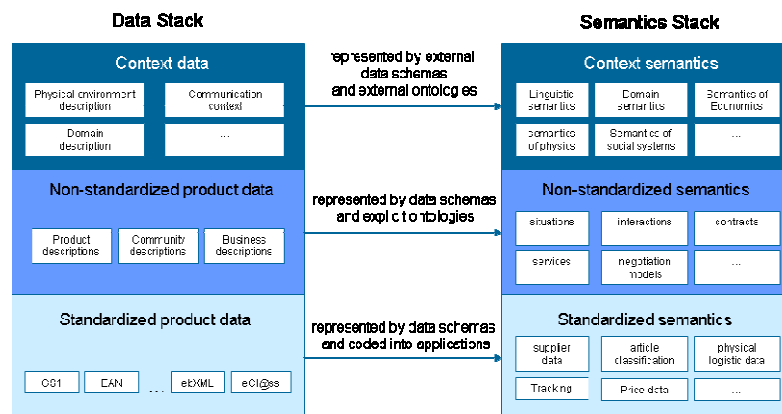 Data Stack
Semantics Stack
Context data
Physical environment
description
Communication
context
Domain
description
...
represented by external
data schemas
and external ontologies
Context semantics
Linguistic
semantics
Domain
semantics
Semantics of
Economics
semantics
of physics
Semantics of
social systems
...
Non-standardized product data
Product
descriptions
Community
descriptions
Business
descriptions
represented by data schemas
and explicit ontologies
Non-standardized semantics
situations
interactions
contracts
services
negotiation
models
...
Standardized product data
GS1
EAN
...
ebXML
eCl@ss
represented by data schemas
and coded into applications
Standardized semantics
supplier
data
article
classification
physical
logistic data
Tracking
Price data
...